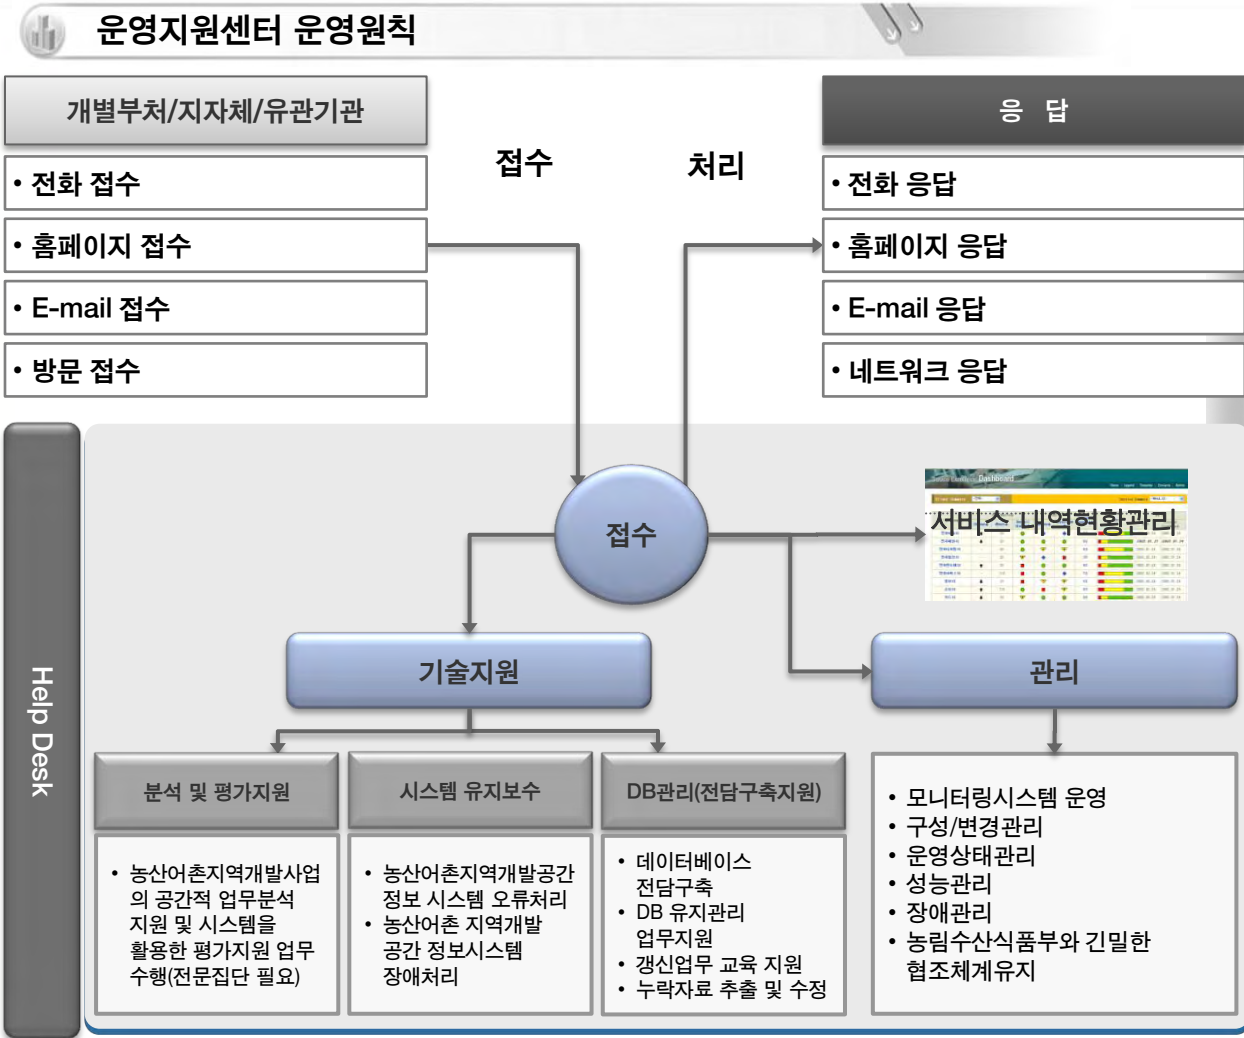 운영지원센터 운영원칙
개별부처/지자체/유관기관
• 전화 접수
• 홈페이지 접수
• E-mail 접수
• 방문 접수
접수
처리
응 답
• 전화 응답
• 홈페이지 응답
• E-mail 응답
• 네트워크 응답
Help Desk
접수
Dashboard
서비스 내역현황관리
기술지원
관리
분석 및 평가지원
• 농산어촌지역개발사업
의 공간적 업무분석
지원 및 시스템을
활용한 평가지원 업무
수행(전문집단 필요)
시스템 유지보수
• 농산어촌지역개발공간
정보 시스템 오류처리
• 농산어촌 지역개발
공간 정보시스템
장애처리
DB관리(전담구축지원)
• 데이터베이스
전담구축
• DB 유지관리
업무지원
• 갱신업무 교육 지원
• 누락자료 추출 및 수정
• 모니터링시스템 운영
• 구성/변경관리
• 운영상태관리
• 성능관리
• 장애관리
• 농림수산식품부와 긴밀한
협조체계유지